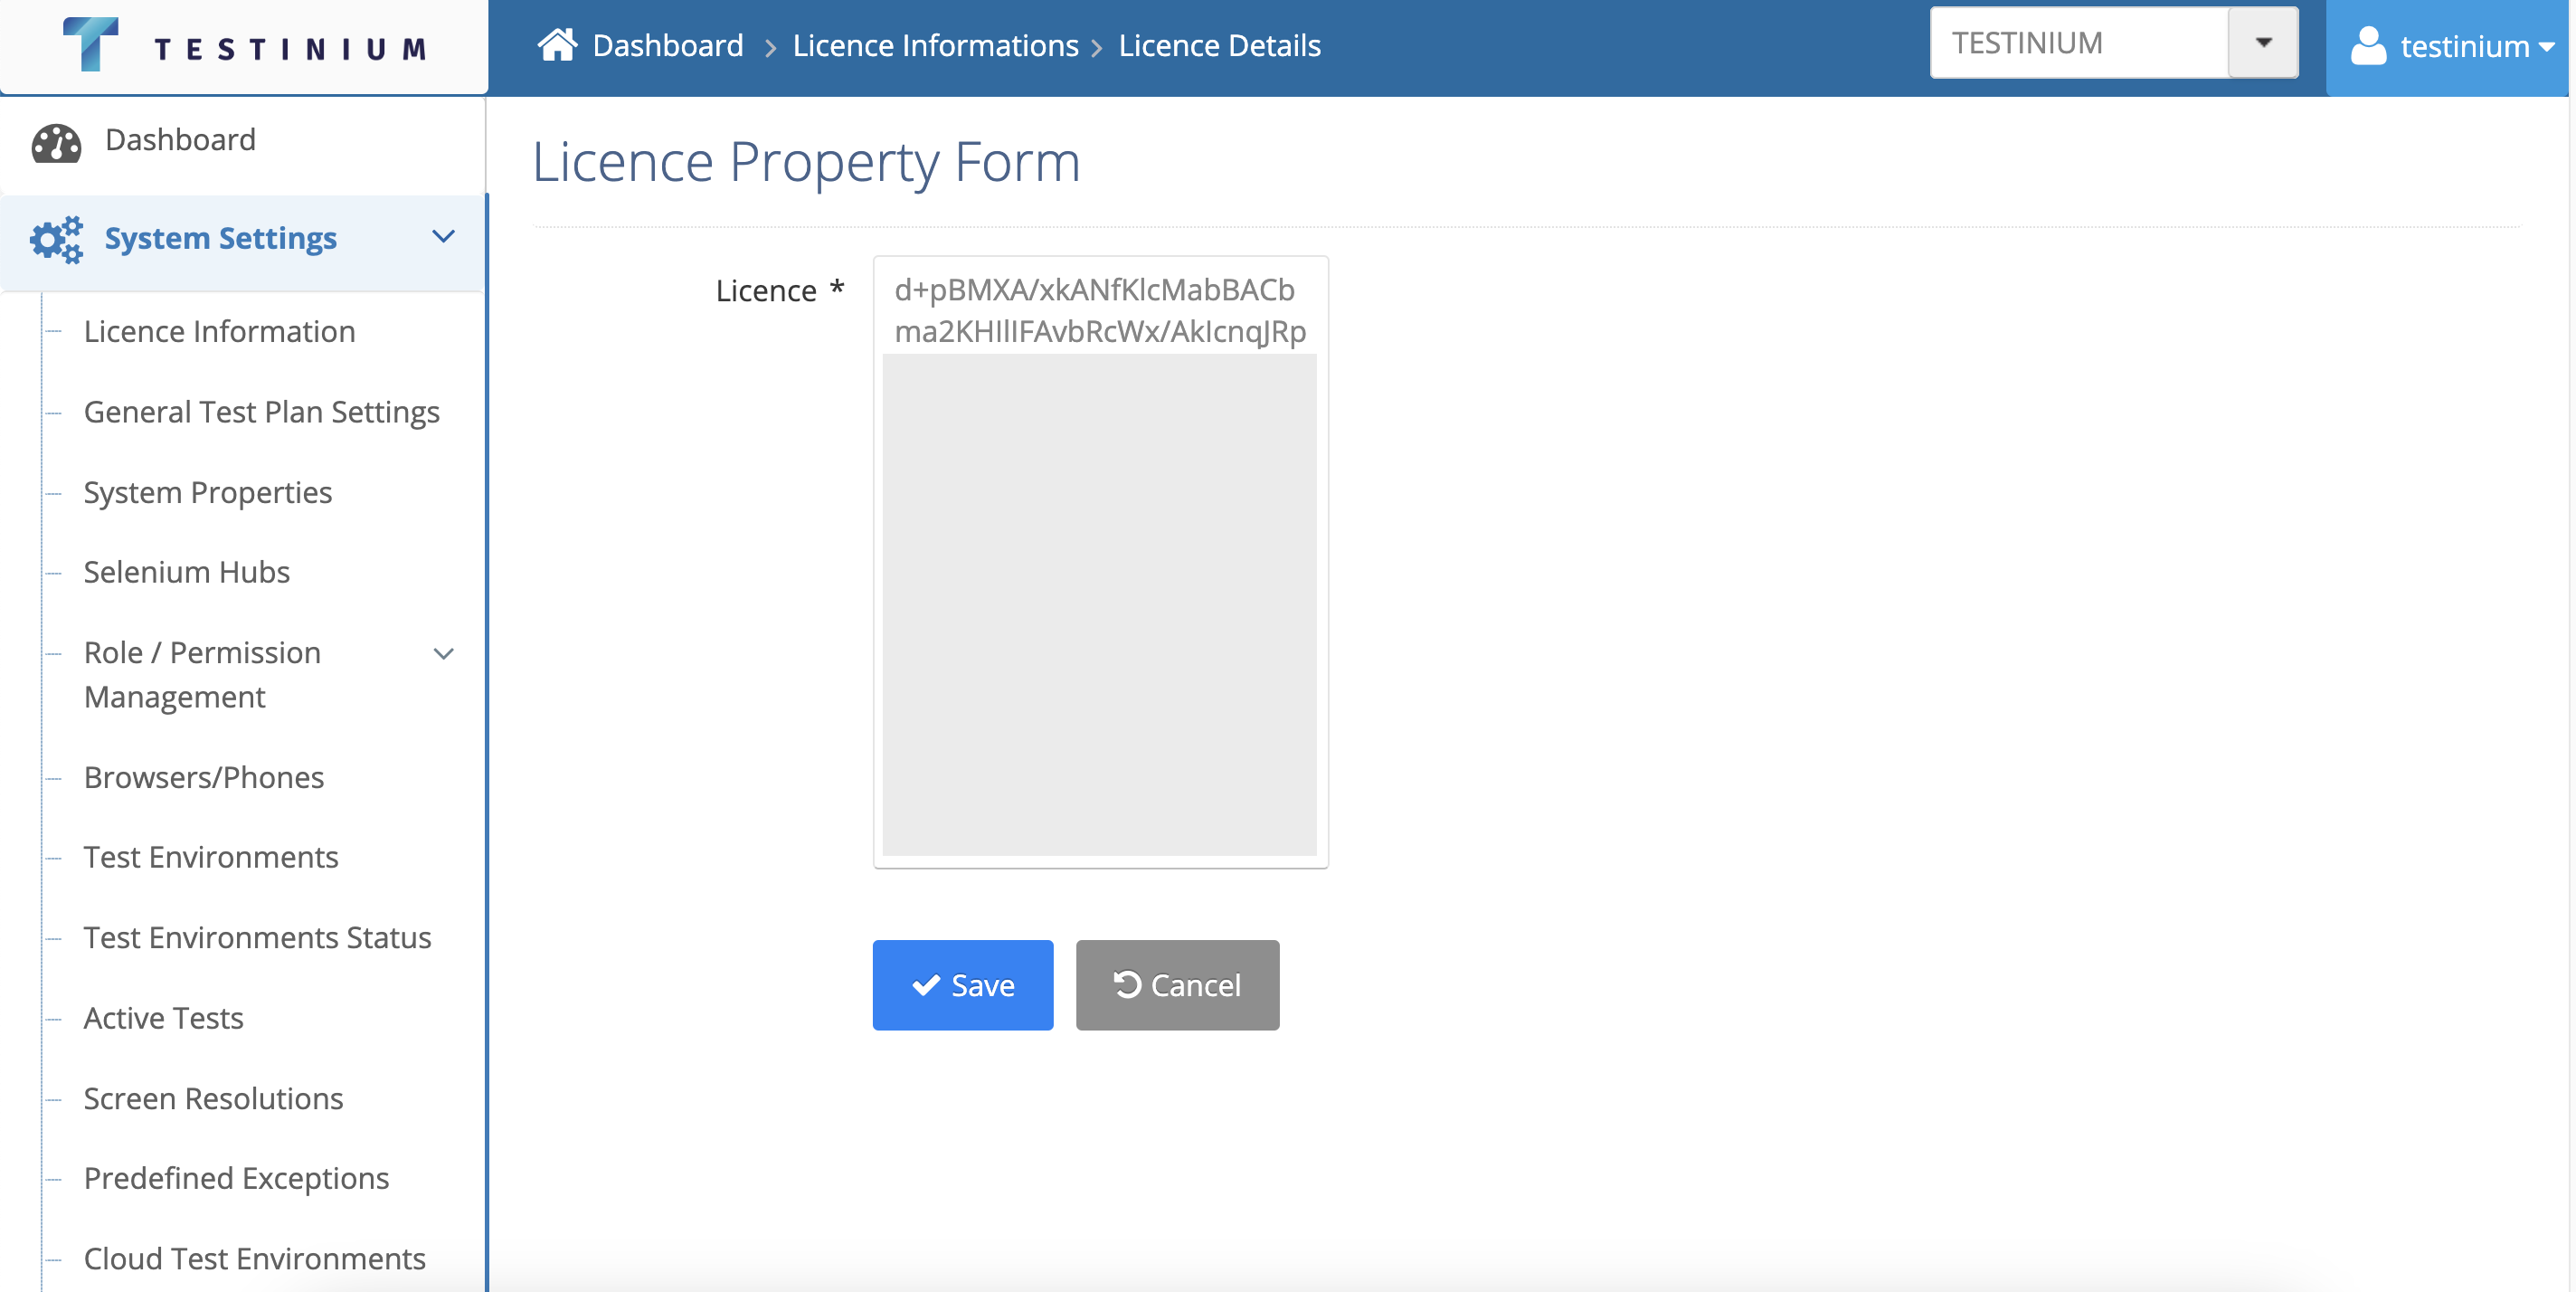 TESTINIUM
Dashboard > Licence Informations > Licence Details
TESTINIUM
testinium
Dashboard
System Settings
Licence Information
General Test Plan Settings
System Properties
Selenium Hubs
Role / Permission
Management
Browsers/Phones
Test Environments
Test Environments Status
Active Tests
Screen Resolutions
Predefined Exceptions
Cloud Test Environments
Licence Property Form
Licence *
d+pBMXA/xkANfKlcMabBACb
Save
Cancel